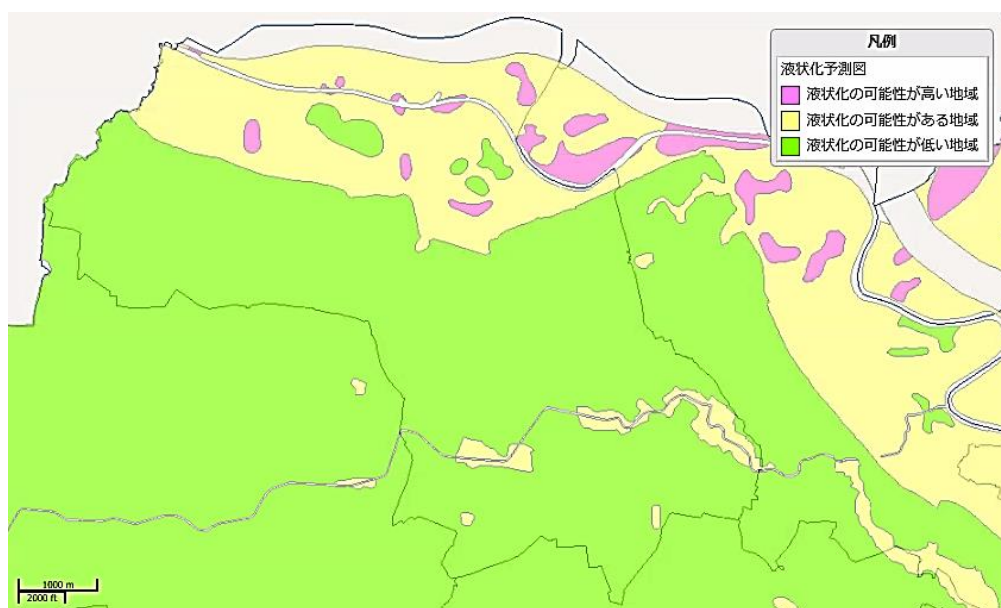 凡例
液状化予測図
液状化の可能性が高い地域
液状化の可能性がある地域
液状化の可能性が低い地域
1000 m
2000 ft